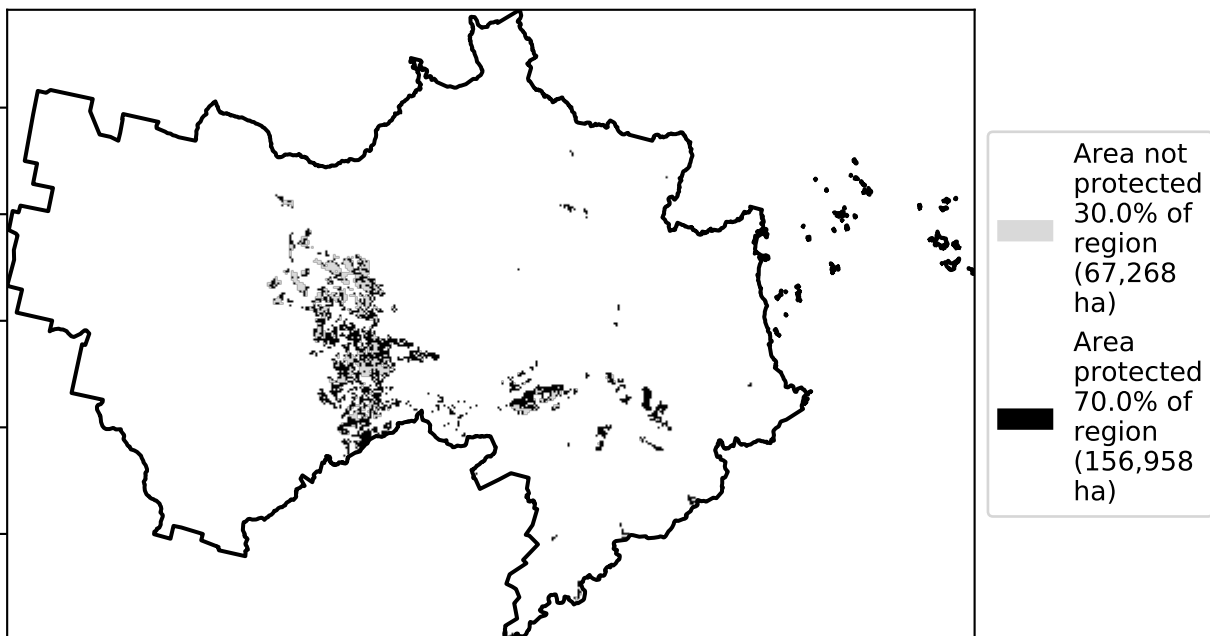 Area not
protected
30.0% of
region
(67,268
ha)
Area
protected
70.0% of
region
(156,958
ha)